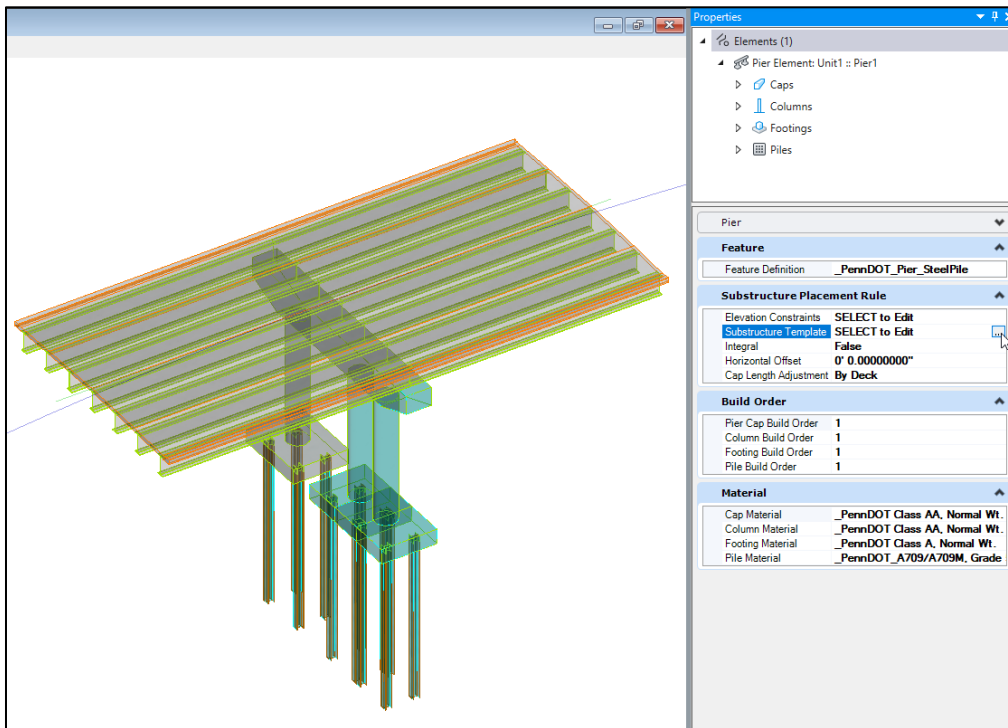 Properties
Elements (1)
Pier Element: Unit1 :: Pier1
Caps
Columns
Footings
Piles
Pier
Feature
Feature Definition _PennDOT_Pier_SteelPile
Substructure Placement Rule
Elevation Constraints SELECT to Edit
Substructure Template SELECT to Edit ...
Integral False
Horizontal Offset 0' 0.00000000"
Cap Length Adjustment By Deck
Build Order
Pier Cap Build Order 1
Column Build Order 1
Footing Build Order 1
Pile Build Order 1
Material
Cap Material _PennDOT Class AA, Normal Wt.
Column Material _PennDOT Class AA, Normal Wt.
Footing Material _PennDOT Class A, Normal Wt.
Pile Material _PennDOT_A709/A709M, Grade